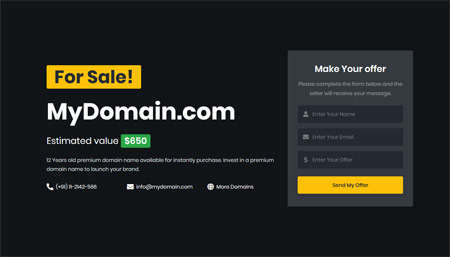 For Sale!
MyDomain.com
Estimated value $650
12 Years old premium domain name available for instantly purchase. Invest in a premium
domain name to launch your brand.
(+91) 11-2142-566
info@mydomain.com
More Domains
Make Your offer
Please complete the form below and the
seller will receive your message.
Enter Your Name
Enter Your Email
$ Enter Your Offer
Send My Offer